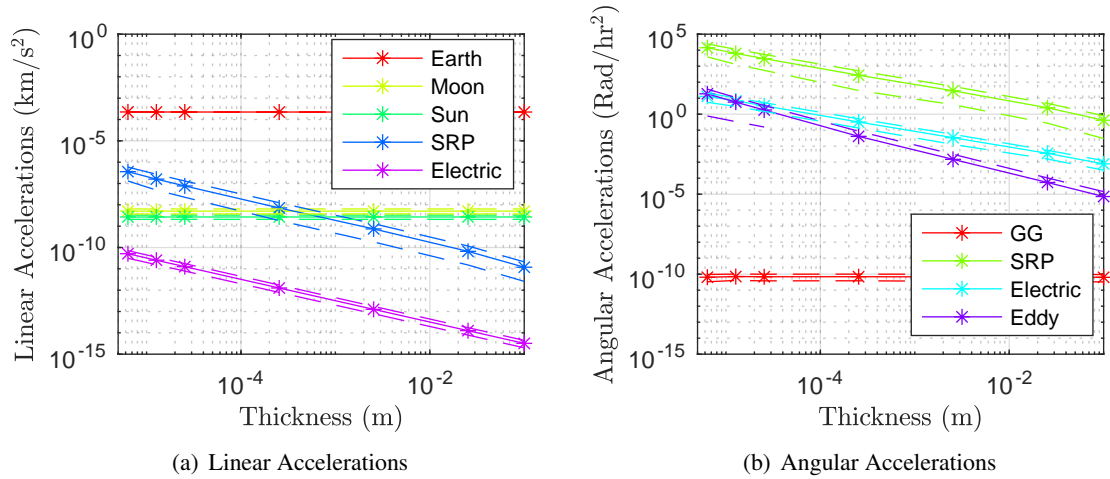 10^0
10^-5
10^-10
10^-15
Linear Accelerations (km/s^2)
Earth
Moon
Sun
SRP
Electric
10^-4
10^-2
Thickness (m)
(a) Linear Accelerations
10^5
10^0
10^-5
10^-10
10^-15
Angular Accelerations (Rad/hr^2)
GG
SRP
Electric
Eddy
10^-4
10^-2
Thickness (m)
(b) Angular Accelerations